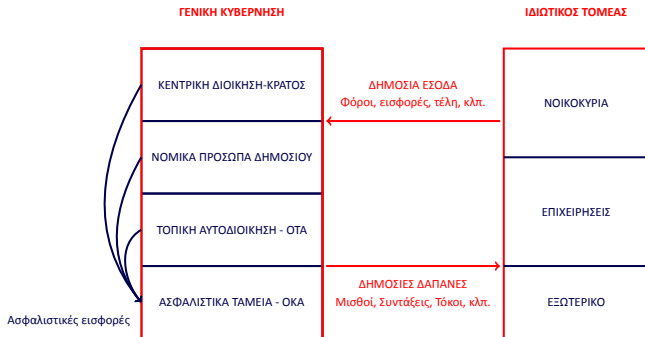 ΓΕΝΙΚΗ ΚΥΒΕΡΝΗΣΗ
ΙΔΙΩΤΙΚΟΣ ΤΟΜΕΑΣ
ΚΕΝΤΡΙΚΗ ΔΙΟΙΚΗΣΗ-ΚΡΑΤΟΣ
ΔΗΜΟΣΙΑ ΕΣΟΔΑ
Φόροι, εισφορές, τέλη, κλπ.
ΝΟΙΚΟΚΥΡΙΑ
ΝΟΜΙΚΑ ΠΡΟΣΩΠΑ ΔΗΜΟΣΙΟΥ
ΕΠΙΧΕΙΡΗΣΕΙΣ
ΤΟΠΙΚΗ ΑΥΤΟΔΙΟΙΚΗΣΗ - ΟΤΑ
ΔΗΜΟΣΙΕΣ ΔΑΠΑΝΕΣ
Μισθοί, Συντάξεις, Τόκοι, κλπ.
ΑΣΦΑΛΙΣΤΙΚΑ ΤΑΜΕΙΑ - ΟΚΑ
ΕΞΩΤΕΡΙΚΟ
Ασφαλιστικές εισφορές